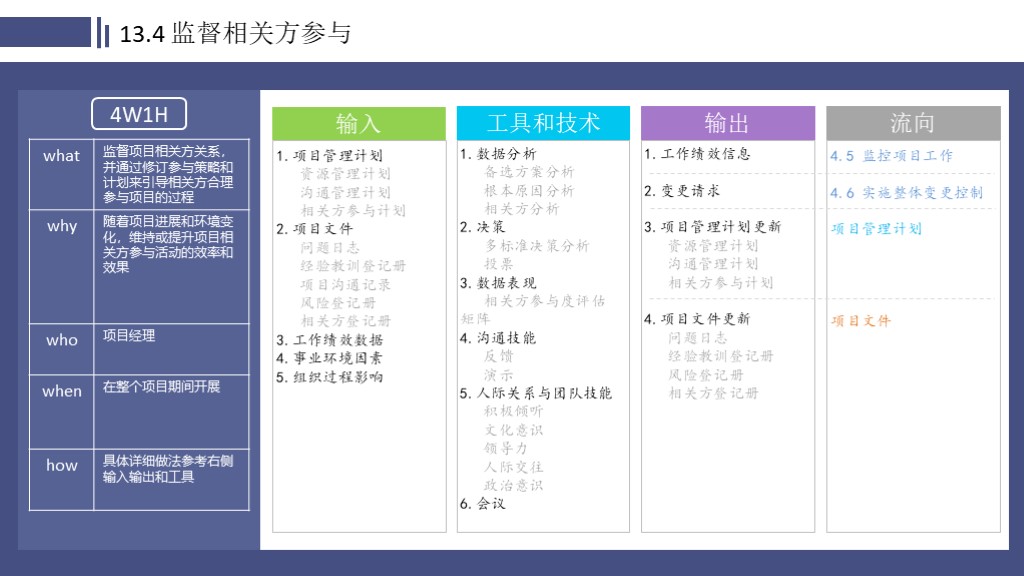 13.4 监督相关方参与
4W1H
what
监督项目相关方关系,
并通过修订参与策略和
计划来引导相关方合理
参与项目的过程
why
随着项目进展和环境变
化，维持或提升项目相
关方参与活动的效率和
效果
who
项目经理
when
在整个项目期间开展
how
具体详细做法参考右侧
输入输出和工具
输入
1. 项目管理计划
资源管理计划
沟通管理计划
相关方参与计划
2. 项目文件
问题日志
经验教训登记册
项目沟通记录
风险登记册
相关方登记册
3. 工作绩效数据
4. 事业环境因素
5. 组织过程影响
工具和技术
1. 数据分析
备选方案分析
根本原因分析
相关方分析
2. 决策
多标准决策分析
投票
3. 数据表现
相关方参与度评估
矩阵
4. 沟通技能
反馈
演示
5. 人际关系与团队技能
积极倾听
文化意识
领导力
人际交往
政治意识
6. 会议
输出
1. 工作绩效信息
2. 变更请求
3. 项目管理计划更新
资源管理计划
沟通管理计划
相关方参与计划
4. 项目文件更新
问题日志
经验教训登记册
风险登记册
相关方登记册
流向
4.5 监控项目工作
4.6 实施整体变更控制
项目管理计划
项目文件